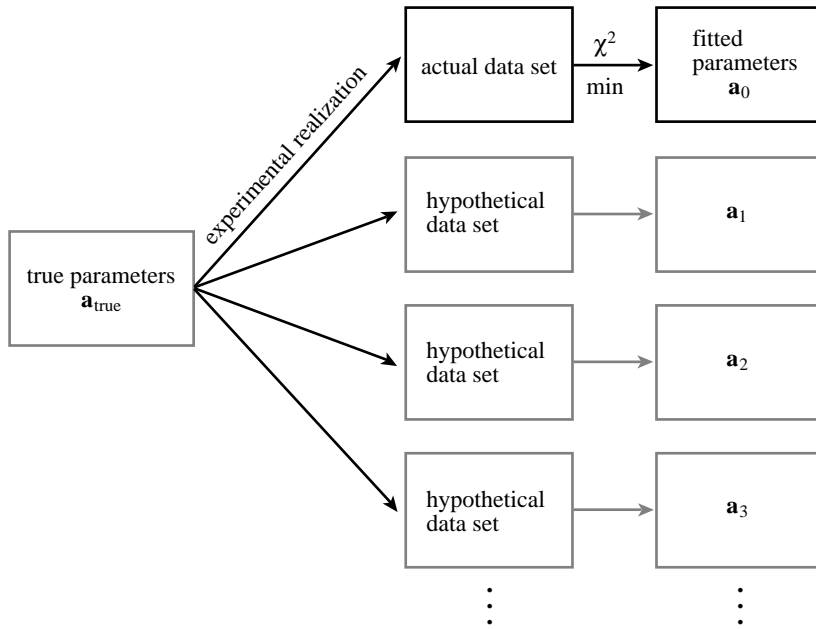 experimental realization
actual data set
χ²
min
fitted
parameters
a₀
true parameters
a_true
hypothetical
data set
a₁
hypothetical
data set
a₂
hypothetical
data set
a₃
⋮
⋮